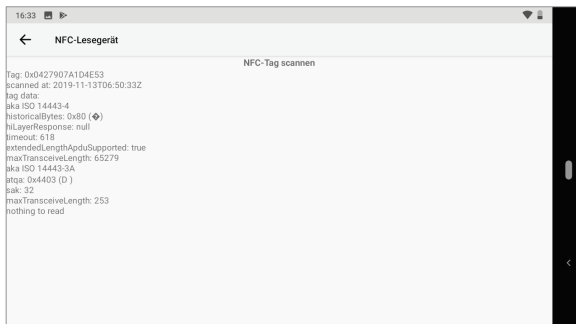 16:33
NFC-Lesegerät
NFC-Tag scannen
Tag: 0x0427907A1D4E53
scanned at: 2019-11-13T06:50:33Z
tag data:
aka ISO 14443-4
historicalBytes: 0x80 (�)
hiLayerResponse: null
timeout: 618
extendedLengthApduSupported: true
maxTransceiveLength: 65279
aka ISO 14443-3A
atqa: 0x4403 (D )
sak: 32
maxTransceiveLength: 253
nothing to read